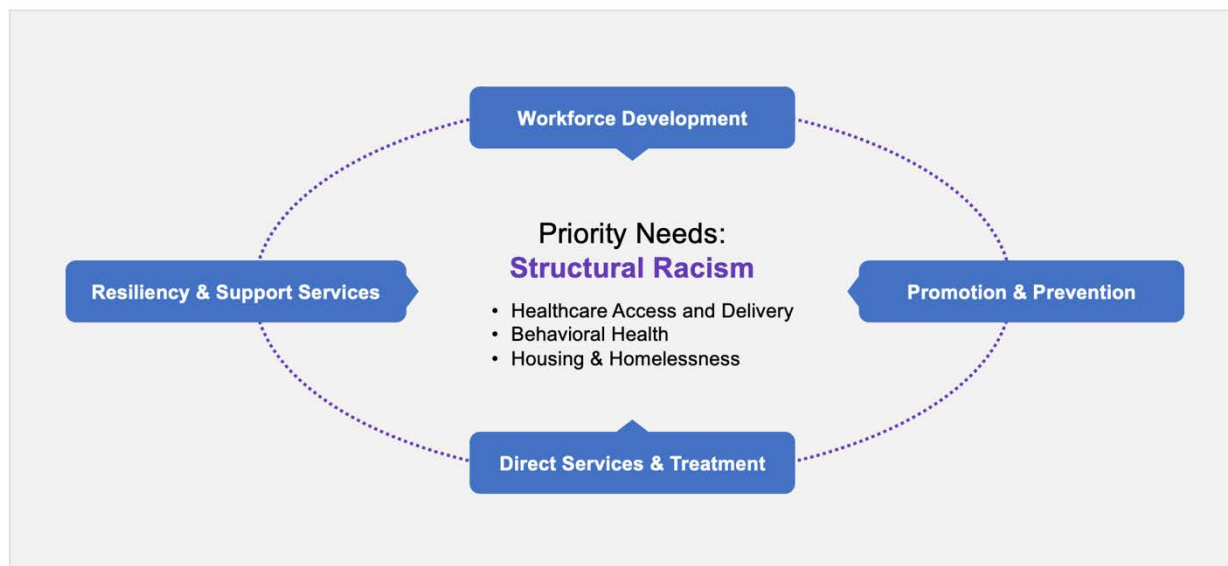 Workforce Development
Priority Needs:
Structural Racism
• Healthcare Access and Delivery
• Behavioral Health
• Housing & Homelessness
Resiliency & Support Services
Promotion & Prevention
Direct Services & Treatment